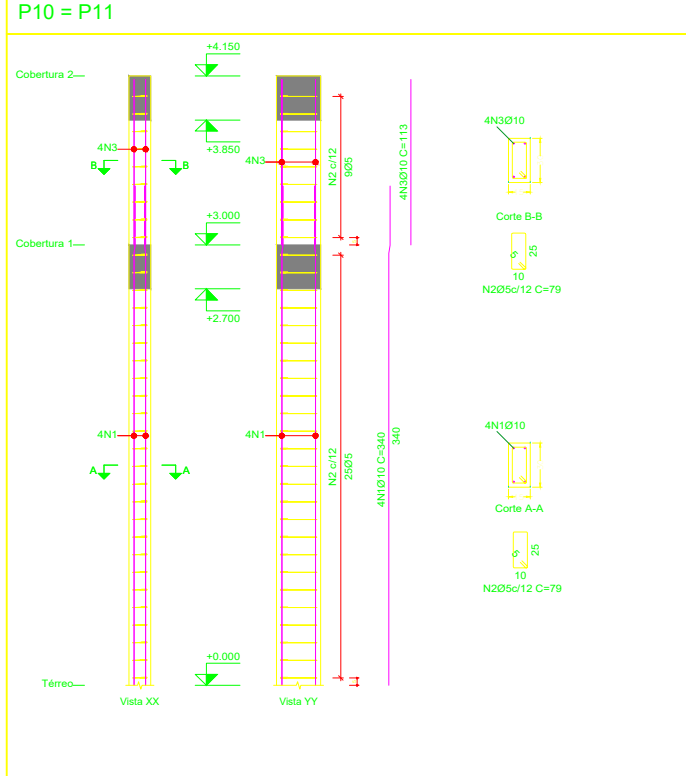 P10 = P11
Cobertura 2
+4.150
+3.850
4N3
B
B
4N3
N2 c/12
9Ø5
4N3Ø10 C=113
4N3Ø10
Corte B-B
5
25
10
N2Ø5c/12 C=79
Cobertura 1
+3.000
+2.700
4N1
A
A
4N1
N2 c/12
25Ø5
4N1Ø10 C=340
340
4N1Ø10
Corte A-A
5
25
10
N2Ø5c/12 C=79
Térreo
+0.000
Vista XX
Vista YY